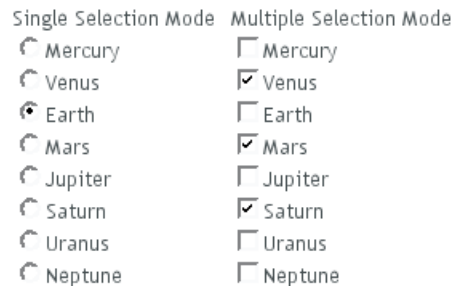 Single Selection Mode Multiple Selection Mode
Mercury Mercury
Venus Venus
Earth Earth
Mars Mars
Jupiter Jupiter
Saturn Saturn
Uranus Uranus
Neptune Neptune